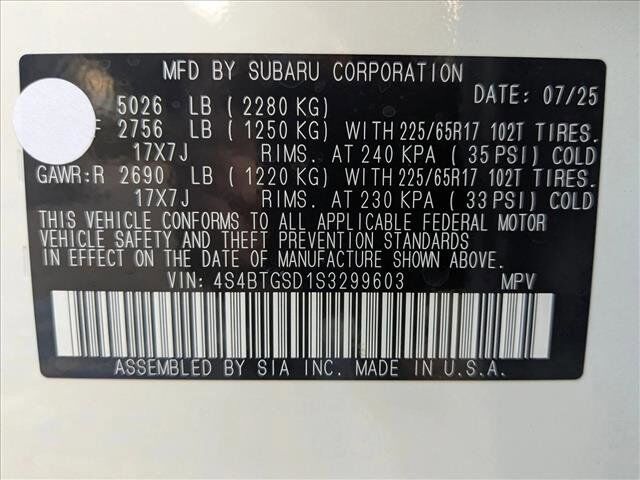 MFD BY SUBARU CORPORATION
DATE: 07/25
5026 LB (2280 KG)
F 2756 LB (1250 KG) WITH 225/65R17 102T TIRES.
17X7J RIMS. AT 240 KPA (35 PSI) COLD
GAWR:R 2690 LB (1220 KG) WITH 225/65R17 102T TIRES.
17X7J RIMS. AT 230 KPA (33 PSI) COLD
THIS VEHICLE CONFORMS TO ALL APPLICABLE FEDERAL MOTOR
VEHICLE SAFETY AND THEFT PREVENTION STANDARDS
IN EFFECT ON THE DATE OF MANUFACTURE SHOWN ABOVE.
VIN: 4S4BTGSD1S3299603 MPV
ASSEMBLED BY SIA INC. MADE IN U.S.A.